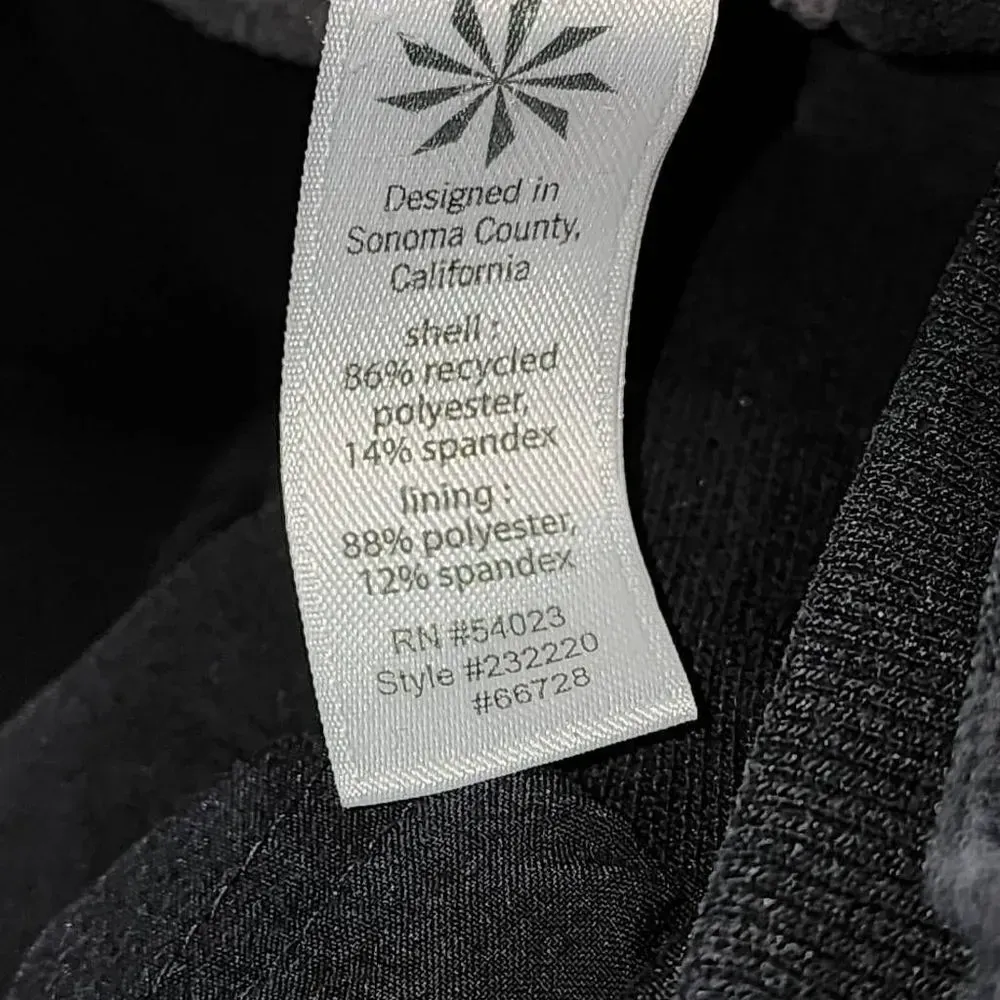 Designed in
Sonoma County,
California
shell :
86% recycled
polyester,
14% spandex
lining :
88% polyester,
12% spandex
RN #54023
Style #232220
#66728